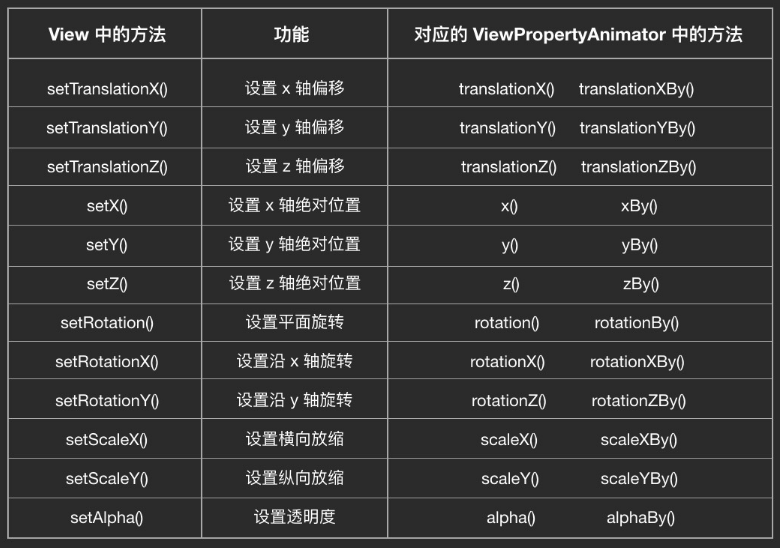 View 中的方法 功能 对应的 ViewPropertyAnimator 中的方法
setTranslationX() 设置 x 轴偏移 translationX() translationXBy()
setTranslationY() 设置 y 轴偏移 translationY() translationYBy()
setTranslationZ() 设置 z 轴偏移 translationZ() translationZBy()
setX() 设置 x 轴绝对位置 x() xBy()
setY() 设置 y 轴绝对位置 y() yBy()
setZ() 设置 z 轴绝对位置 z() zBy()
setRotation() 设置平面旋转 rotation() rotationBy()
setRotationX() 设置沿 x 轴旋转 rotationX() rotationXBy()
setRotationY() 设置沿 y 轴旋转 rotationZ() rotationZBy()
setScaleX() 设置横向放缩 scaleX() scaleXBy()
setScaleY() 设置纵向放缩 scaleY() scaleYBy()
setAlpha() 设置透明度 alpha() alphaBy()